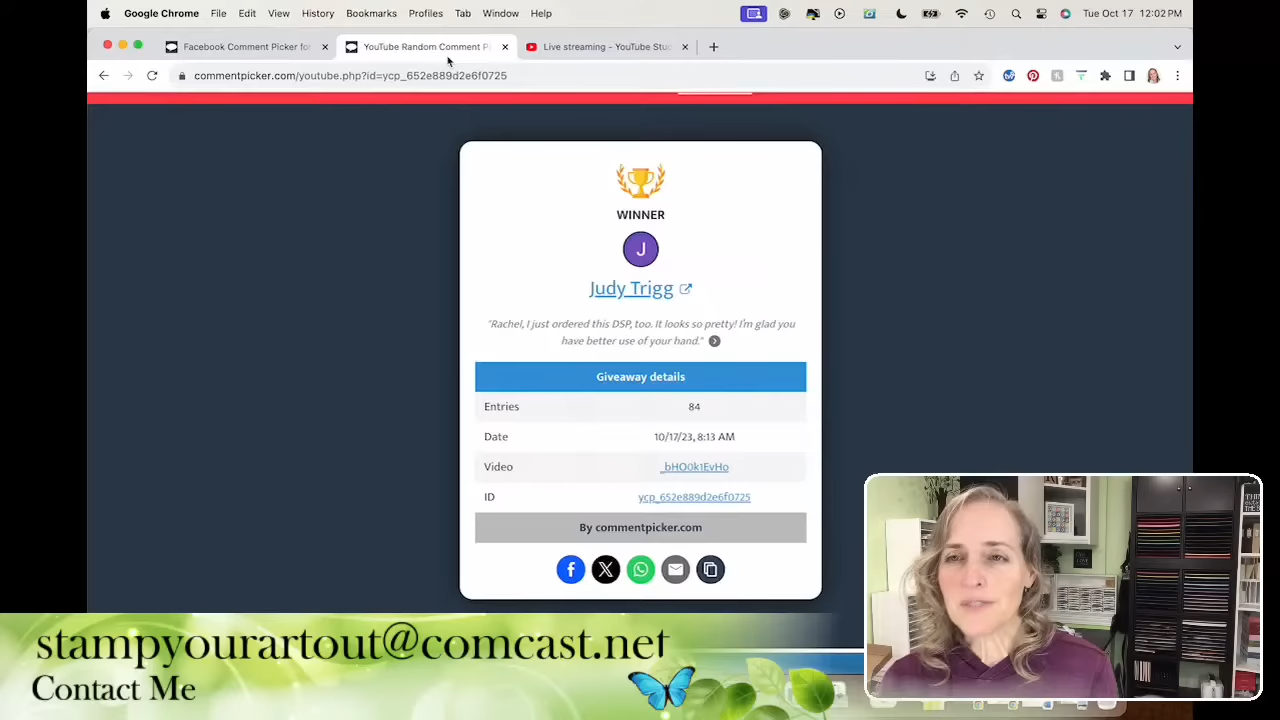 Chrome File Edit View History Bookmarks Profiles Tab Window Help
Tue Oct 17 12:02 PM
Facebook Comment Picker for
YouTube Random Comment Pi
Live streaming - YouTube Stud
commentpicker.com/youtube.php?id=ycp_652e889d2e6f0725
WINNER
J
Judy Trigg
"Rachel, I just ordered this DSP, too. It looks so pretty! I'm glad you
have better use of your hand."
Giveaway details
Entries 84
Date 10/17/23, 8:13 AM
Video _bHO0k1EvHo
ID ycp_652e889d2e6f0725
By commentpicker.com
stampyourartout@comcast.net
Contact Me